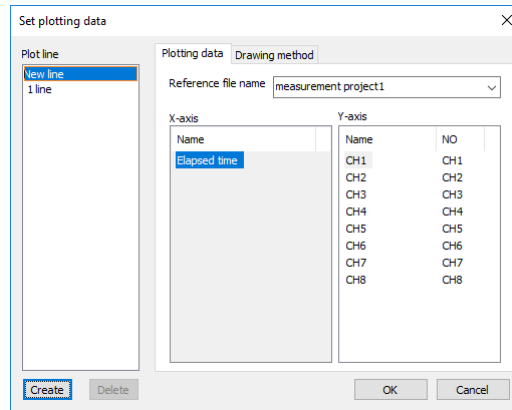 Set plotting data
Plot line
New line
1 line
Create
Delete
Plotting data
Drawing method
Reference file name
measurement project1
X-axis
Name
Elapsed time
Y-axis
Name NO
CH1 CH1
CH2 CH2
CH3 CH3
CH4 CH4
CH5 CH5
CH6 CH6
CH7 CH7
CH8 CH8
OK
Cancel